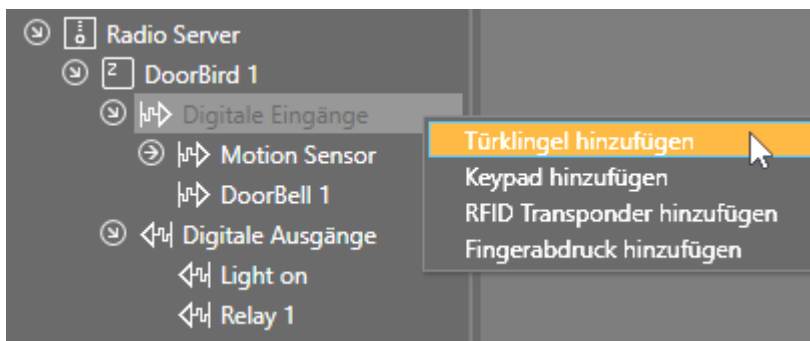 Radio Server
DoorBird 1
Digitale Eingänge
Motion Sensor
DoorBell 1
Digitale Ausgänge
Light on
Relay 1
Türklingel hinzufügen
Keypad hinzufügen
RFID Transponder hinzufügen
Fingerabdruck hinzufügen